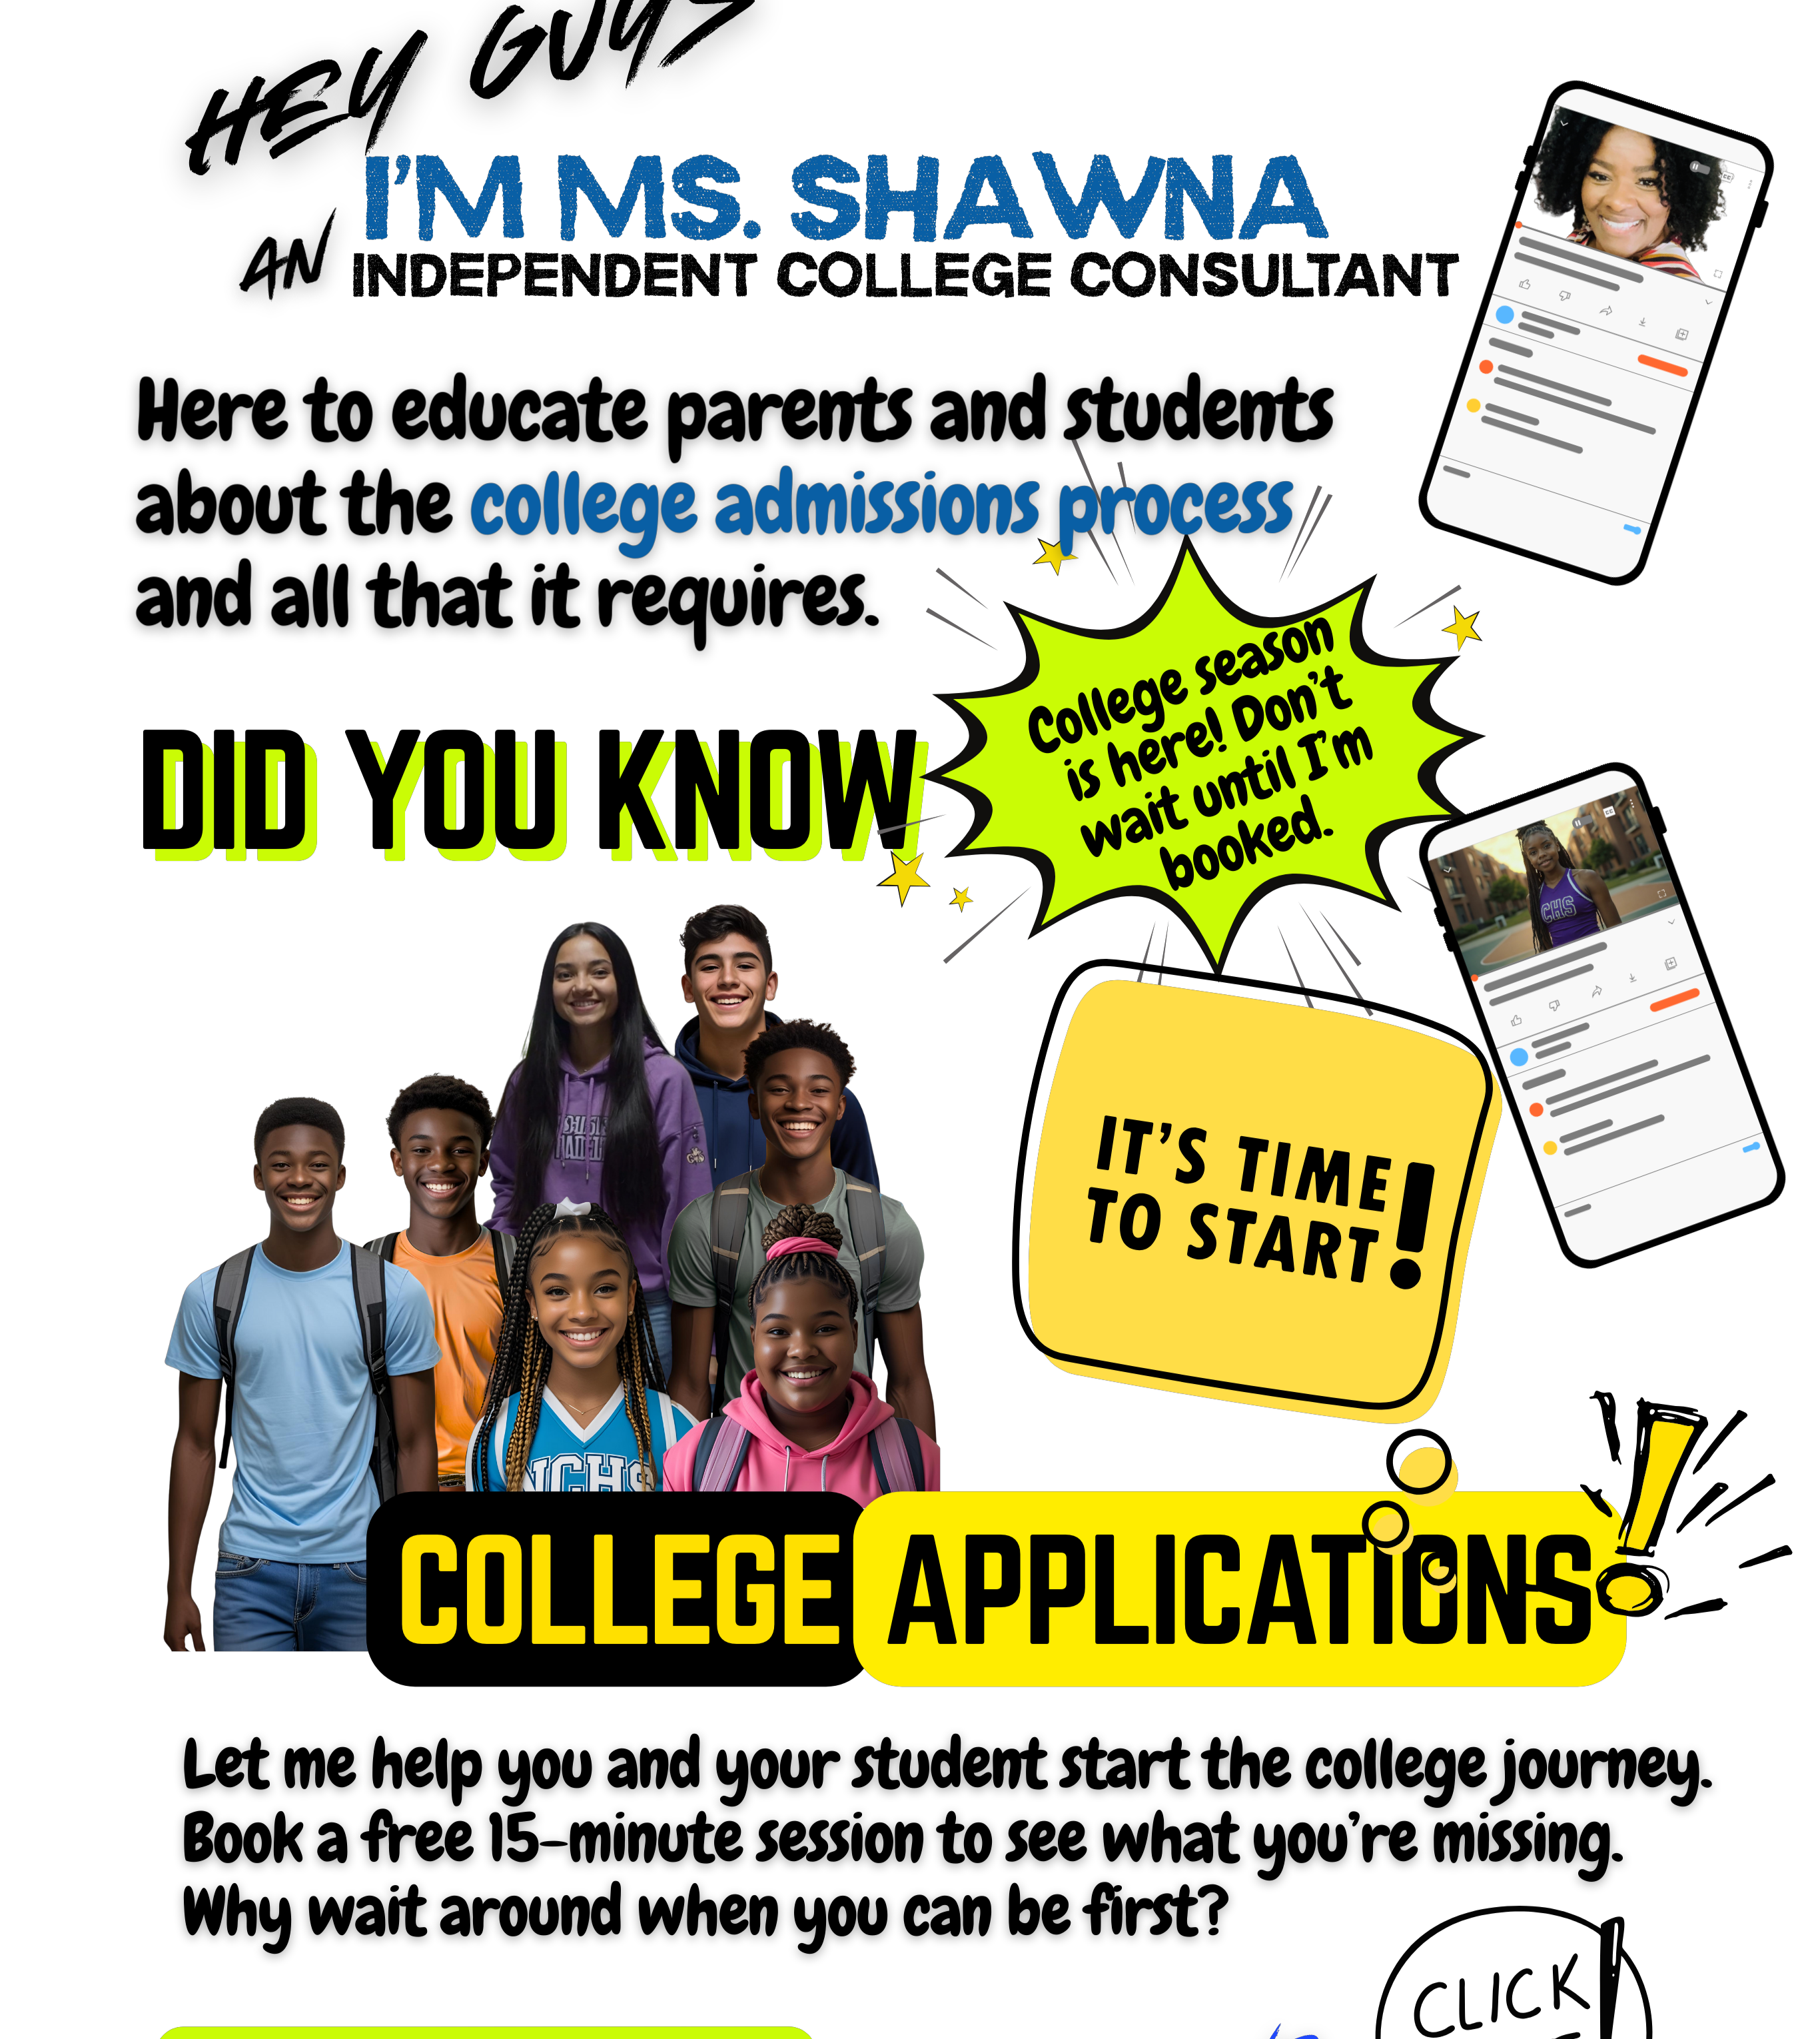 HEY GUYS
I'M MS. SHAWNA
AN INDEPENDENT COLLEGE CONSULTANT
Here to educate parents and students
about the college admissions process
and all that it requires.
College season
is here! Don't
wait until I'm
booked.
DID YOU KNOW
CHS
IT'S TIME
TO START!
NCHS
COLLEGE APPLICATIONS!
Let me help you and your student start the college journey.
Book a free 15-minute session to see what you're missing.
Why wait around when you can be first?
CLICK